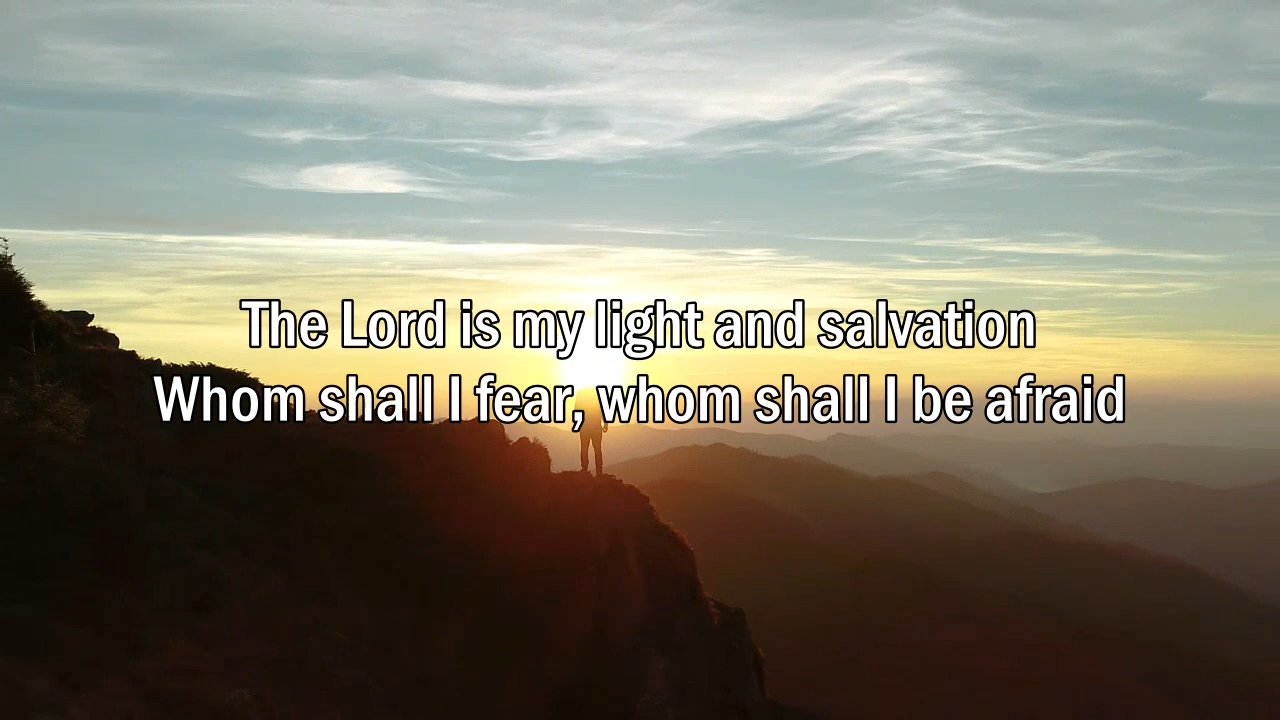 The Lord is my light and salvation
Whom shall I fear, whom shall I be afraid